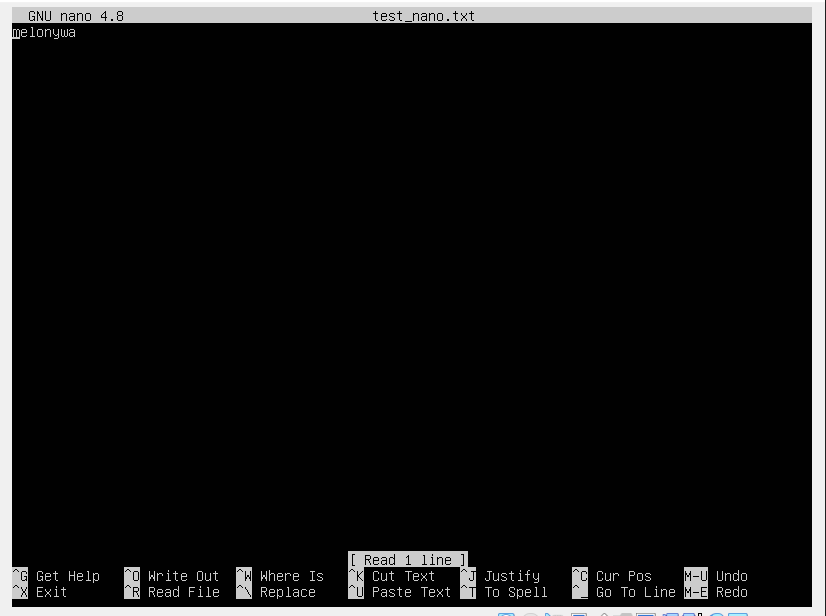 GNU nano 4.8 test_nano.txt
melonywa
[ Read 1 line ]
^G Get Help ^O Write Out ^W Where Is ^K Cut Text ^J Justify ^C Cur Pos M-U Undo
^X Exit ^R Read File ^\ Replace ^U Paste Text ^T To Spell ^_ Go To Line M-E Redo